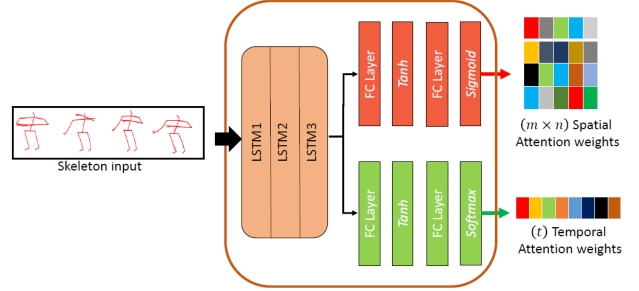 Skeleton input
LSTM1
LSTM2
LSTM3
FC Layer
Tanh
FC Layer
Sigmoid
(m × n) Spatial
Attention weights
FC Layer
Tanh
FC Layer
Softmax
(t) Temporal
Attention weights